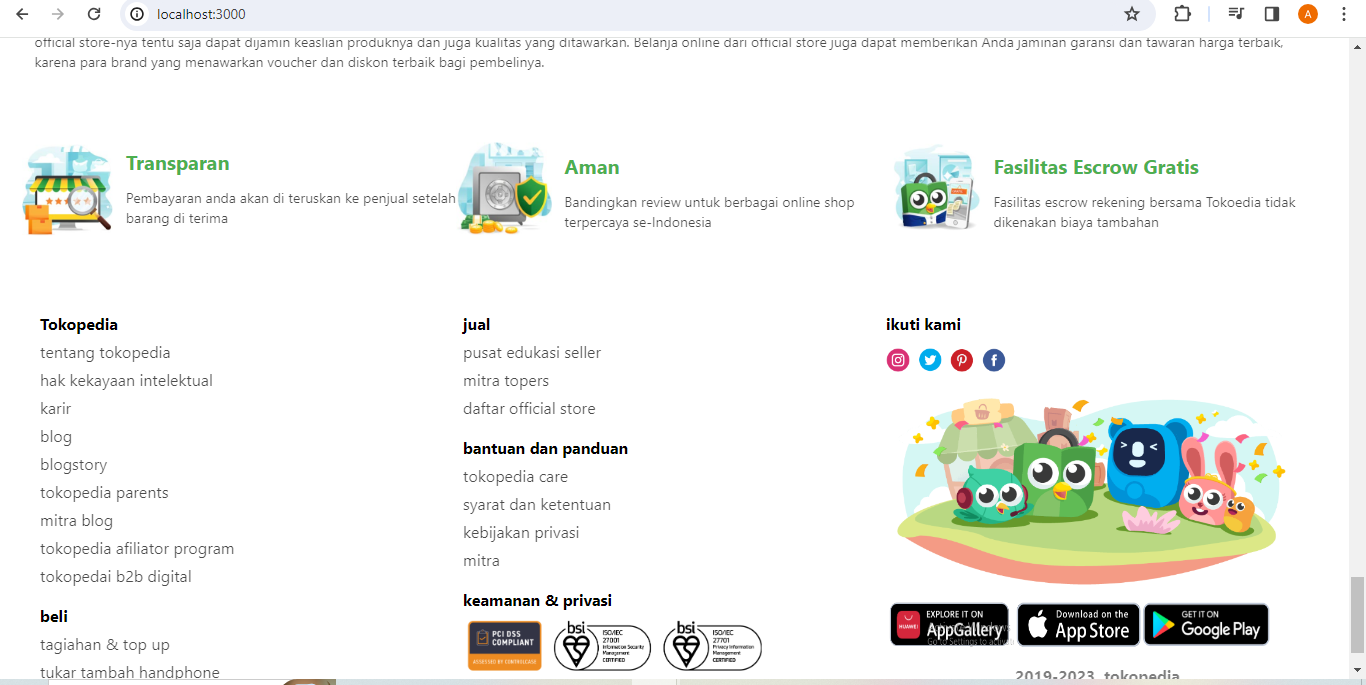 localhost:3000
A
official store-nya tentu saja dapat dijamin keaslian produknya dan juga kualitas yang ditawarkan. Belanja online dari official store juga dapat memberikan Anda jaminan garansi dan tawaran harga terbaik,
karena para brand yang menawarkan voucher dan diskon terbaik bagi pembelinya.
Transparan
Pembayaran anda akan di teruskan ke penjual setelah
barang di terima
Aman
Bandingkan review untuk berbagai online shop
terpercaya se-Indonesia
Fasilitas Escrow Gratis
Fasilitas escrow rekening bersama Tokoedia tidak
dikenakan biaya tambahan
Tokopedia
tentang tokopedia
hak kekayaan intelektual
karir
blog
blogstory
tokopedia parents
mitra blog
tokopedia afiliator program
tokopedai b2b digital
beli
tagiahan & top up
tukar tambah handphone
jual
pusat edukasi seller
mitra topers
daftar official store
bantuan dan panduan
tokopedia care
syarat dan ketentuan
kebijakan privasi
mitra
keamanan & privasi
PCI DSS
COMPLIANT
ASSESSED BY CONTROLCASE
bsi
ISO/IEC
27001
Information Security
Management
CERTIFIED
bsi
ISO/IEC
27701
Privacy Information
Management
CERTIFIED
ikuti kami
HUAWEI
EXPLORE IT ON
AppGallery
Download on the
App Store
GET IT ON
Google Play
2019-2023, tokopedia